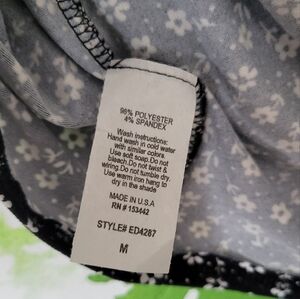 96% POLYESTER
4% SPANDEX
Wash instructions:
Hand wash in cold water
with similar colors.
Use soft soap.Do not
bleach.Do not twist &
wiring.Do not tumble dry.
Use warm iron hang to
dry in the shade
MADE IN U.S.A
RN # 153442
STYLE# ED4287
M